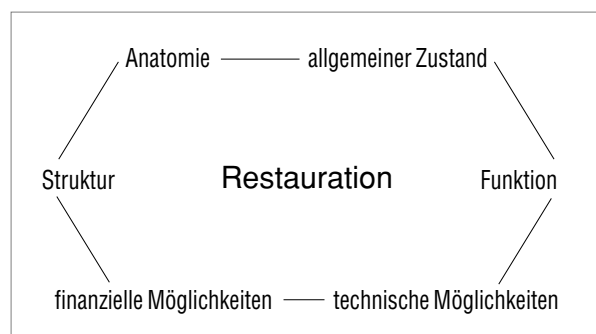 Anatomie allgemeiner Zustand
Struktur Restauration Funktion
finanzielle Möglichkeiten technische Möglichkeiten